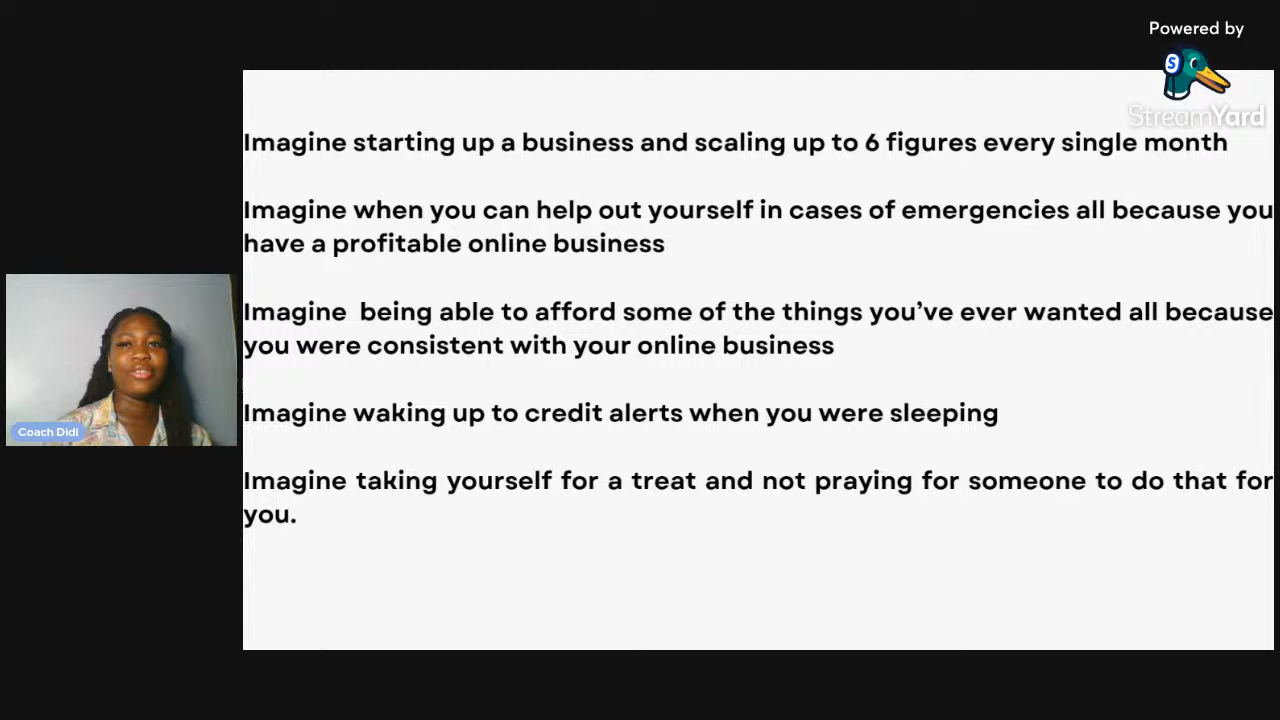 Powered by
StreamYard
Imagine starting up a business and scaling up to 6 figures every single month
Imagine when you can help out yourself in cases of emergencies all because you
have a profitable online business
Imagine  being able to afford some of the things you’ve ever wanted all because
you were consistent with your online business
Imagine waking up to credit alerts when you were sleeping
Imagine taking yourself for a treat and not praying for someone to do that for
you.
Coach Didi